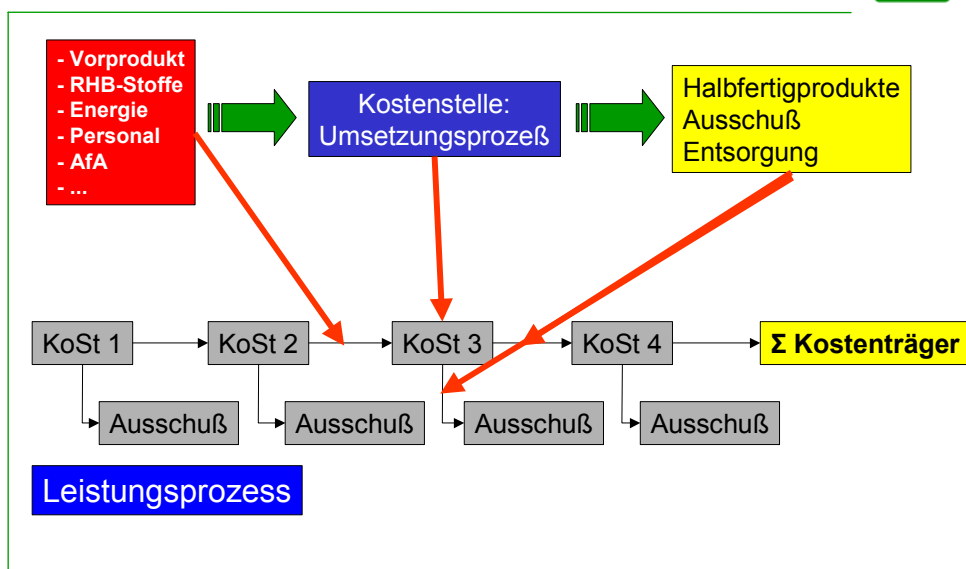 - Vorprodukt
- RHB-Stoffe
- Energie
- Personal
- AfA
- ...
Kostenstelle:
Umsetzungsprozeß
Halbfertigprodukte
Ausschuß
Entsorgung
KoSt 1
KoSt 2
KoSt 3
KoSt 4
Σ Kostenträger
Ausschuß
Ausschuß
Ausschuß
Ausschuß
Leistungsprozess